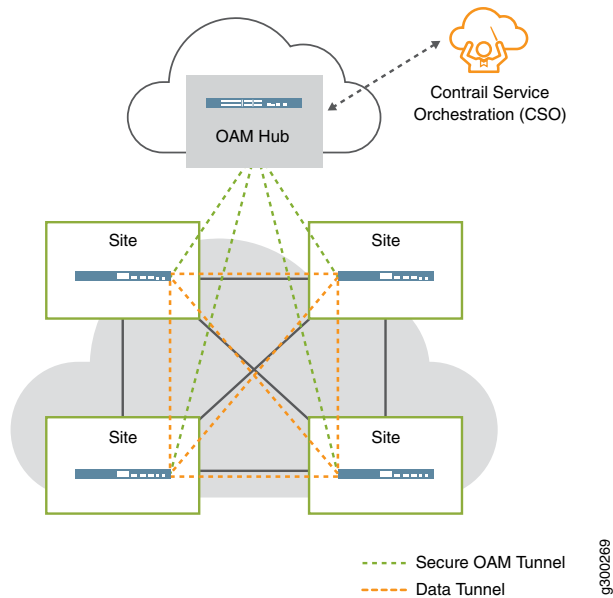 Contrail Service
Orchestration (CSO)
OAM Hub
Site
Site
Site
Site
Secure OAM Tunnel
Data Tunnel
g300269